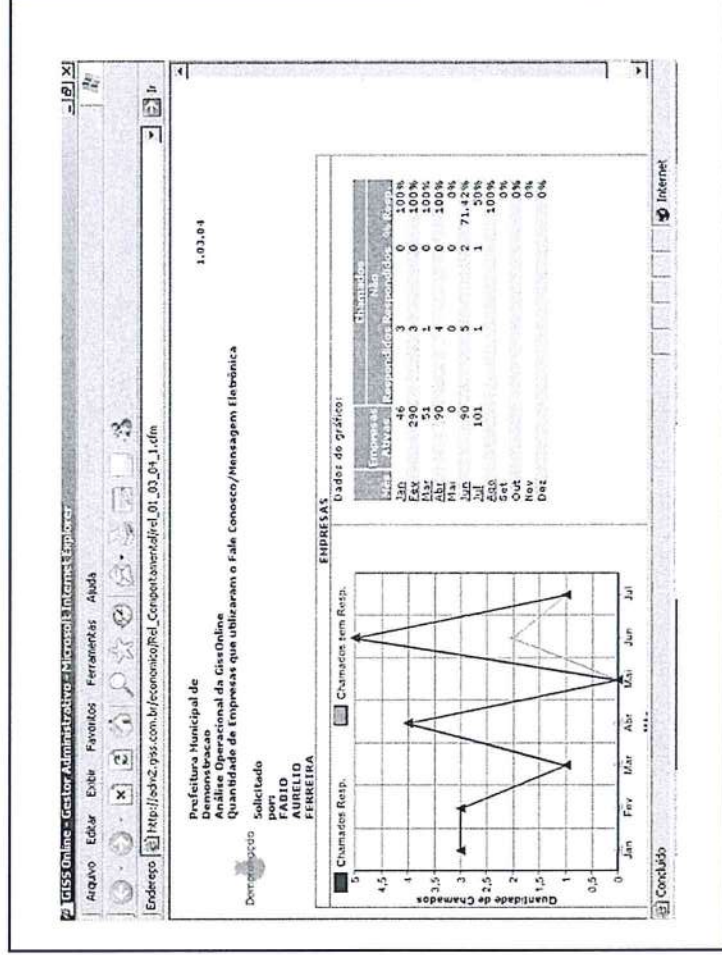 GISS Online - Gestor Administrativo - Microsoft Internet Explorer
Arquivo Editar Exibir Favoritos Ferramentas Ajuda
Endereço http://adm2.giss.com.br/economico/Rel_Comportamental/rel_01_03_04_1.cfm Ir
Demonstração
Prefeitura Municipal de
Demonstracao
Análise Operacional da GissOnline
Quantidade de Empresas que utilizaram o Fale Conosco/Mensagem Eletrônica
1.03.04
Solicitado
por:
FABIO
AURELIO
FERREIRA
EMPRESAS
Chamados Resp. Chamados sem Resp.
Quantidade de Chamados
5
4,5
4
3,5
3
2,5
2
1,5
1
0,5
0
Jan Fev Mar Abr Mai Jun Jul
Dados do gráfico:
Chamados
Mês Empresas Ativas Respondidos Não Respondidos % Resp.
Jan 46 3 0 100%
Fev 290 3 0 100%
Mar 51 1 0 100%
Abr 90 4 0 100%
Mai 0 0 0 0%
Jun 90 5 2 71.42%
Jul 101 1 1 50%
Ago 100%
Set 0%
Out 0%
Nov 0%
Dez 0%
Concluído Internet